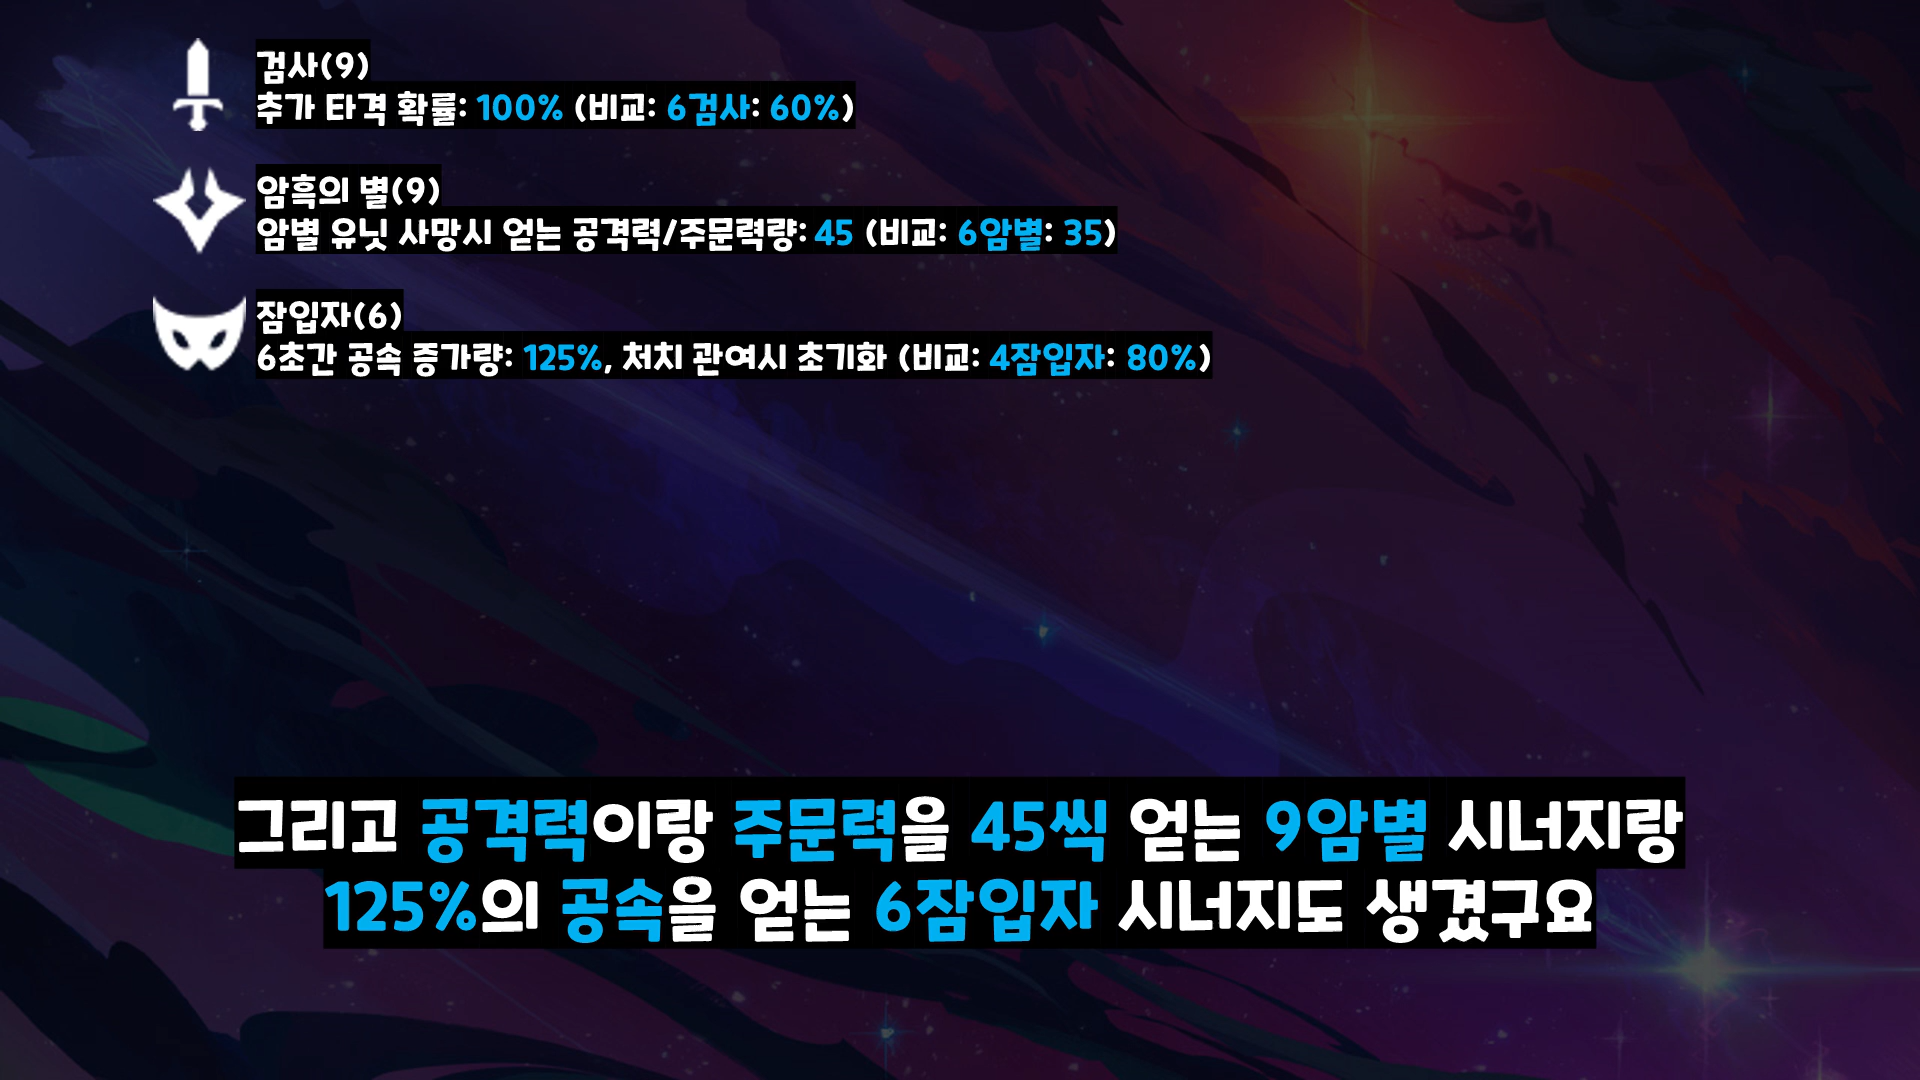 검사(9)
추가 타격 확률: 100% (비교: 6검사: 60%)
암흑의 별(9)
암별 유닛 사망시 얻는 공격력/주문력량: 45 (비교: 6암별: 35)
잠입자(6)
6초간 공속 증가량: 125%, 처치 관여시 초기화 (비교: 4잠입자: 80%)
그리고 공격력이랑 주문력을 45씩 얻는 9암별 시너지랑
125%의 공속을 얻는 6잠입자 시너지도 생겼구요